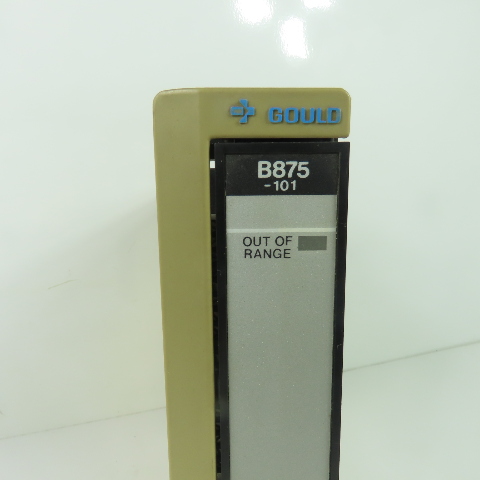 GOULD
B875
-101
OUT OF
RANGE